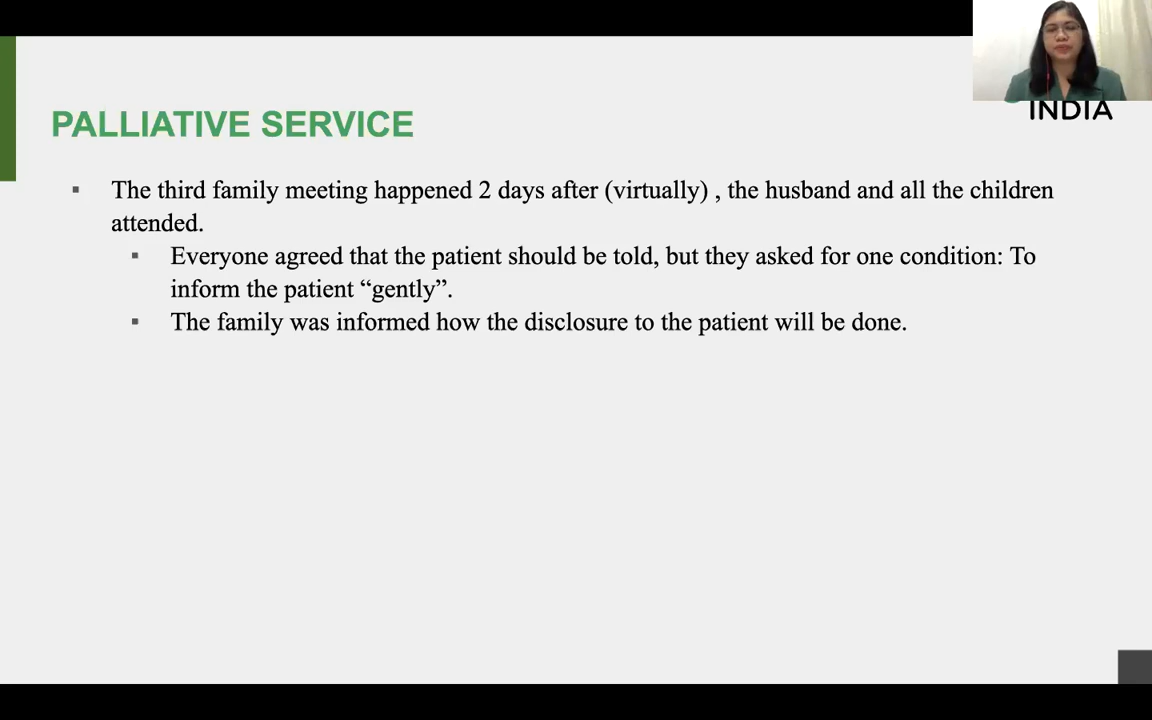 INDIA
PALLIATIVE SERVICE
▪ The third family meeting happened 2 days after (virtually) , the husband and all the children
attended.
▪ Everyone agreed that the patient should be told, but they asked for one condition: To
inform the patient “gently”.
▪ The family was informed how the disclosure to the patient will be done.